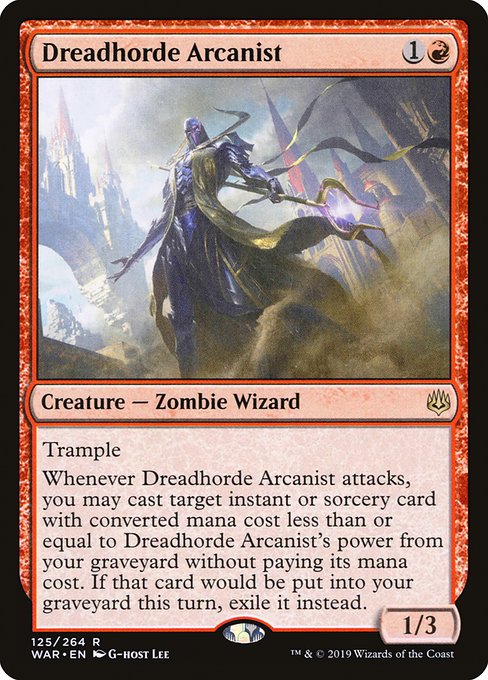 Dreadhorde Arcanist 1
Creature — Zombie Wizard
Trample
Whenever Dreadhorde Arcanist attacks,
you may cast target instant or sorcery card
with converted mana cost less than or
equal to Dreadhorde Arcanist's power from
your graveyard without paying its mana
cost. If that card would be put into your
graveyard this turn, exile it instead.
1/3
125/264 R
WAR • EN G-host Lee
™ & © 2019 Wizards of the Coast